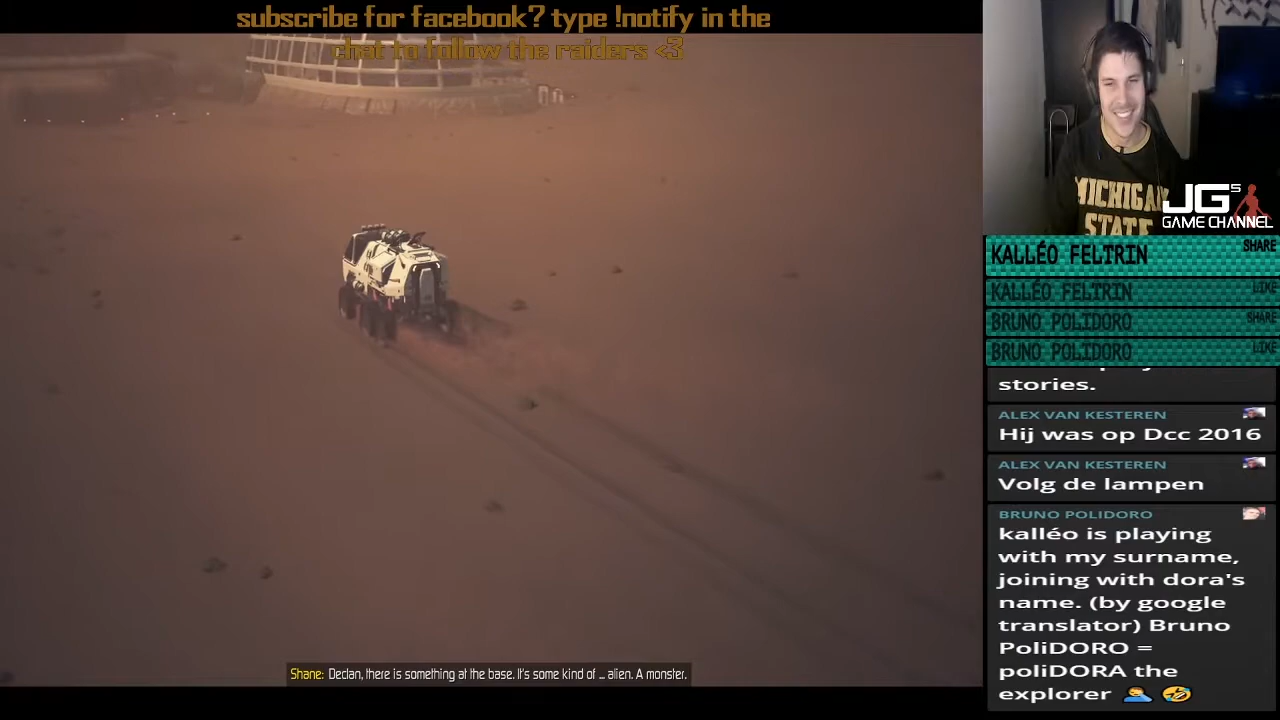 subscribe for facebook? type !notify in the
chat to follow the raiders <3
MICHIGAN
STATE
JGS
GAME CHANNEL
KALLÉO FELTRIN SHARE
KALLÉO FELTRIN LIKE
BRUNO POLIDORO SHARE
BRUNO POLIDORO LIKE
stories.
ALEX VAN KESTEREN
Hij was op Dcc 2016
ALEX VAN KESTEREN
Volg de lampen
BRUNO POLIDORO
kalléo is playing
with my surname,
joining with dora's
name. (by google
translator) Bruno
PoliDORO =
poliDORA the
explorer 🤦‍♂️ 🤣
Shane: Declan, there is something at the base. It's some kind of ... alien. A monster.